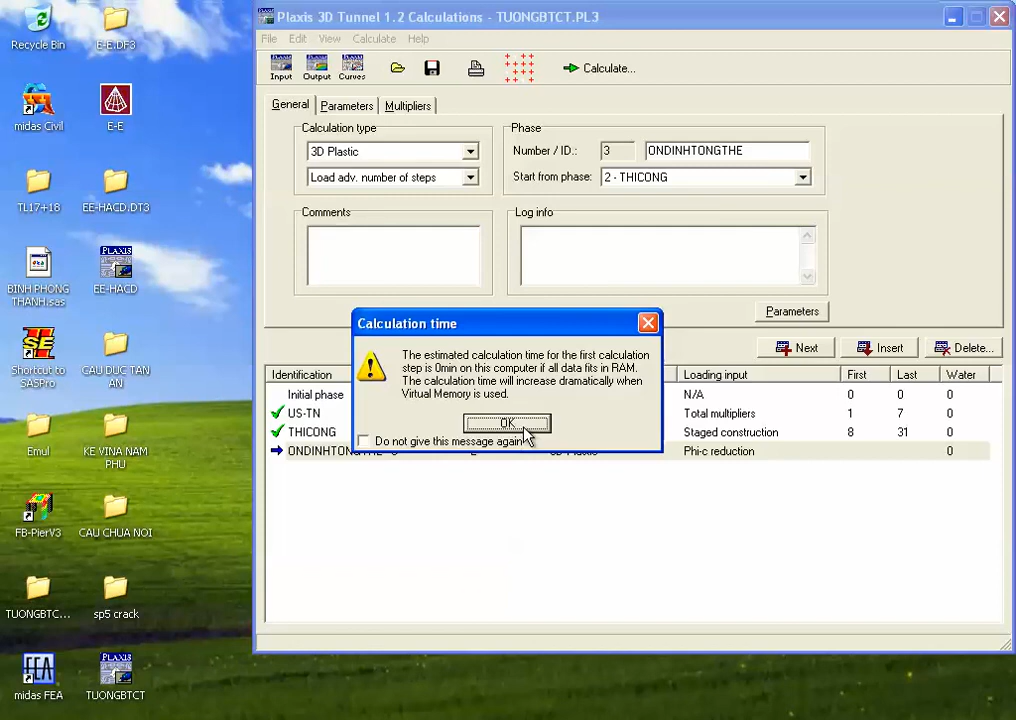 Recycle Bin
E-E.DF3
midas Civil
E-E
TL17+18
EE-HACD.DT3
BINH PHONG
THANH.sas
PLAXIS
EE-HACD
SE
Shortcut to
SASPro
CAU DUC TAN
AN
Emul
KE VINA NAM
PHU
FB-PierV3
CAU CHUA NOI
TUONGBTC...
sp5 crack
FEA
midas FEA
PLAXIS
TUONGBTCT
Plaxis 3D Tunnel 1.2 Calculations - TUONGBTCT.PL3
File Edit View Calculate Help
Input Output Curves Calculate...
General Parameters Multipliers
Calculation type
3D Plastic
Load adv. number of steps
Phase
Number / ID.: 3 ONDINHTONGTHE
Start from phase: 2 - THICONG
Comments
Log info
Parameters
Next Insert Delete...
Calculation time
The estimated calculation time for the first calculation
step is 0min on this computer if all data fits in RAM.
The calculation time will increase dramatically when
Virtual Memory is used.
OK
Do not give this message again
Identification Loading input First Last Water
Initial phase N/A 0 0 0
US-TN Total multipliers 1 7 0
THICONG Staged construction 8 31 0
Phi-c reduction 0